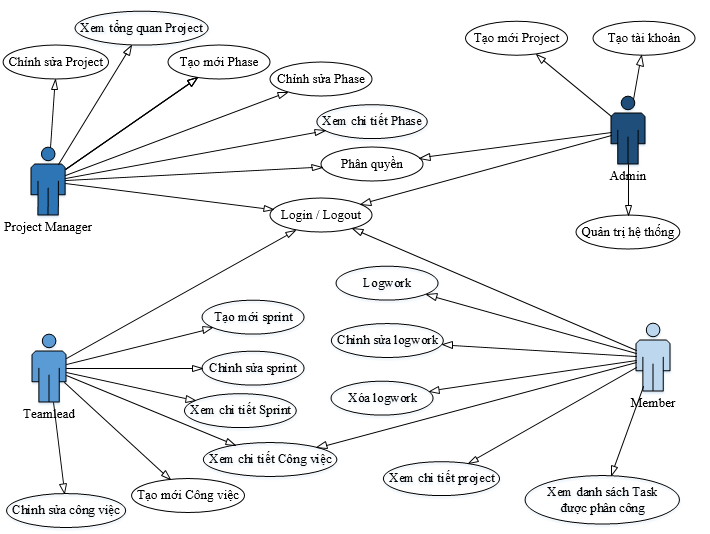 Xem tổng quan Project
Chỉnh sửa Project
Tạo mới Phase
Chỉnh sửa Phase
Xem chi tiết Phase
Phân quyền
Login / Logout
Project Manager
Tạo mới Project
Tạo tài khoản
Admin
Quản trị hệ thống
Tạo mới sprint
Chỉnh sửa sprint
Xem chi tiết Sprint
Xem chi tiết Công việc
Tạo mới Công việc
Chỉnh sửa công việc
Teamlead
Logwork
Chỉnh sửa logwork
Xóa logwork
Xem chi tiết project
Xem danh sách Task
được phân công
Member